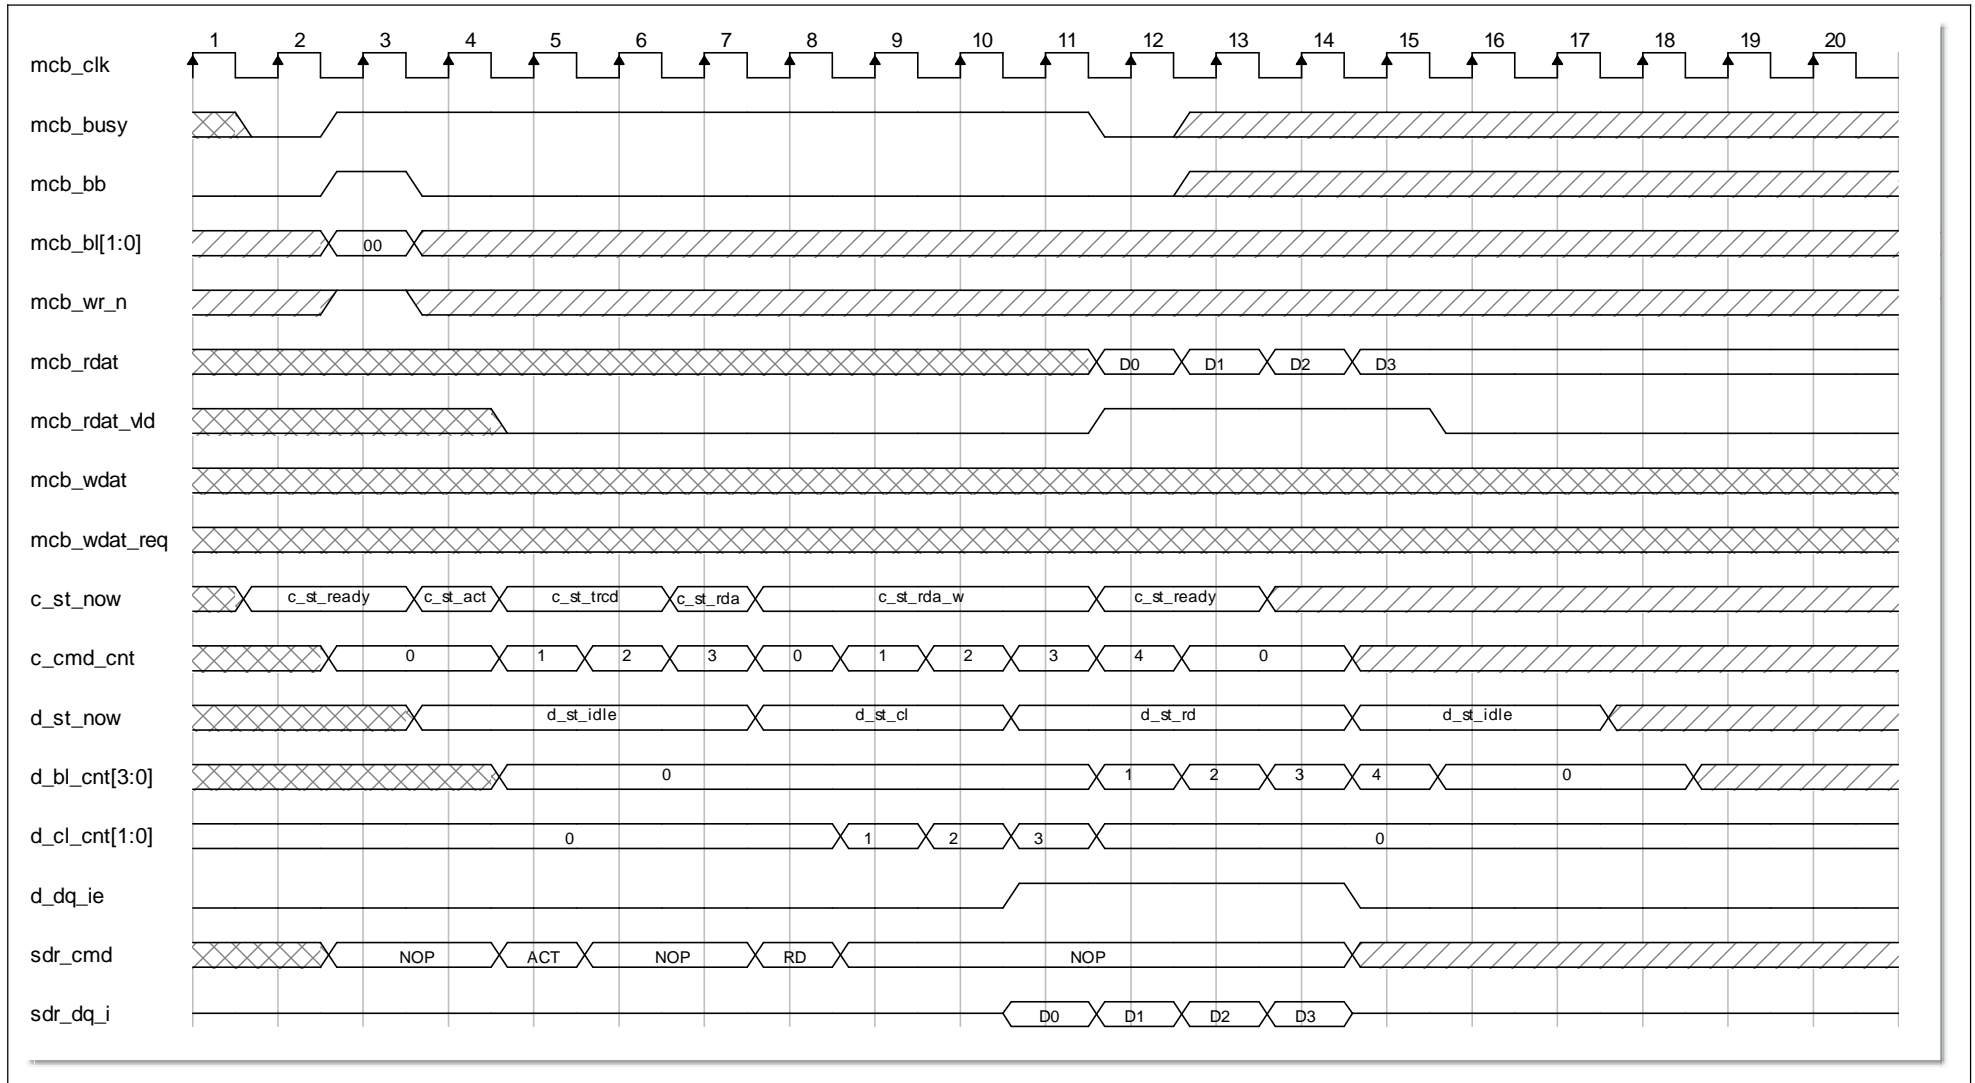 1 2 3 4 5 6 7 8 9 10 11 12 13 14 15 16 17 18 19 20
mcb_clk
mcb_busy
mcb_bb
mcb_bl[1:0] 00
mcb_wr_n
mcb_rdat D0 D1 D2 D3
mcb_rdat_vld
mcb_wdat
mcb_wdat_req
c_st_now c_st_ready c_st_act c_st_trcd c_st_rda c_st_rda_w c_st_ready
c_cmd_cnt 0 1 2 3 0 1 2 3 4 0
d_st_now d_st_idle d_st_cl d_st_rd d_st_idle
d_bl_cnt[3:0] 0 1 2 3 4 0
d_cl_cnt[1:0] 0 1 2 3 0
d_dq_ie
sdr_cmd NOP ACT NOP RD NOP
sdr_dq_i D0 D1 D2 D3